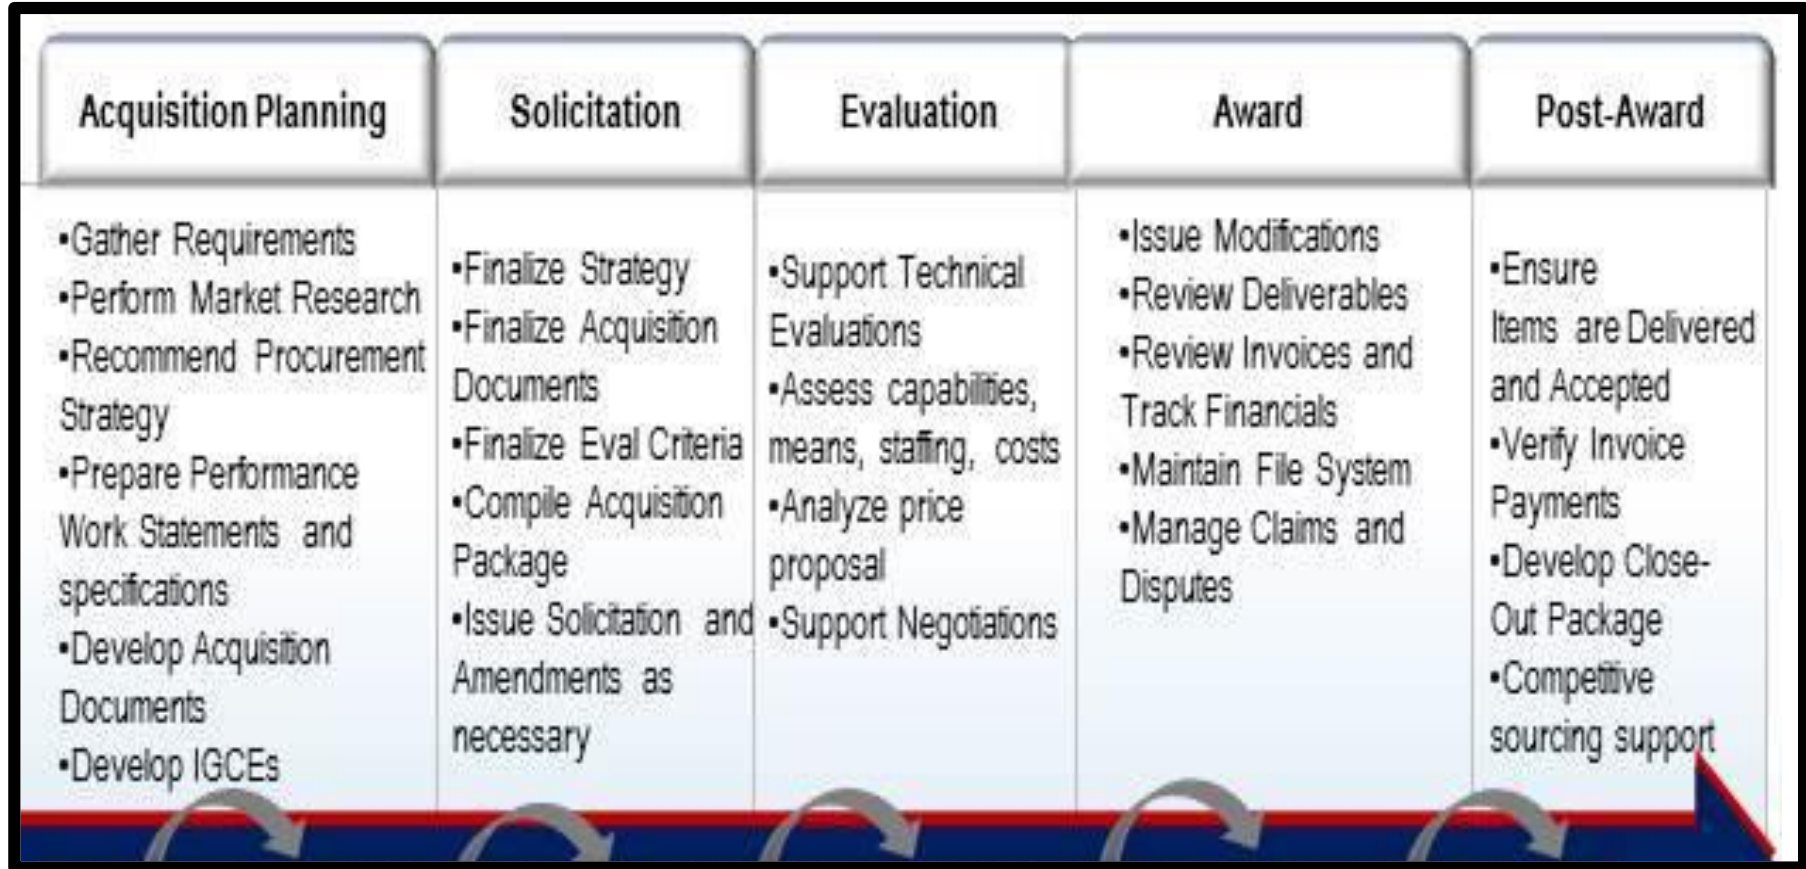 Acquisition Planning
•Gather Requirements
•Perform Market Research
•Recommend Procurement
Strategy
•Prepare Performance
Work Statements and
specifications
•Develop Acquisition
Documents
•Develop IGCEs
Solicitation
•Finalize Strategy
•Finalize Acquisition
Documents
•Finalize Eval Criteria
•Compile Acquisition
Package
•Issue Solicitation and
Amendments as
necessary
Evaluation
•Support Technical
Evaluations
•Assess capabilities,
means, staffing, costs
•Analyze price
proposal
•Support Negotiations
Award
•Issue Modifications
•Review Deliverables
•Review Invoices and
Track Financials
•Maintain File System
•Manage Claims and
Disputes
Post-Award
•Ensure
Items are Delivered
and Accepted
•Verify Invoice
Payments
•Develop Close-
Out Package
•Competitive
sourcing support